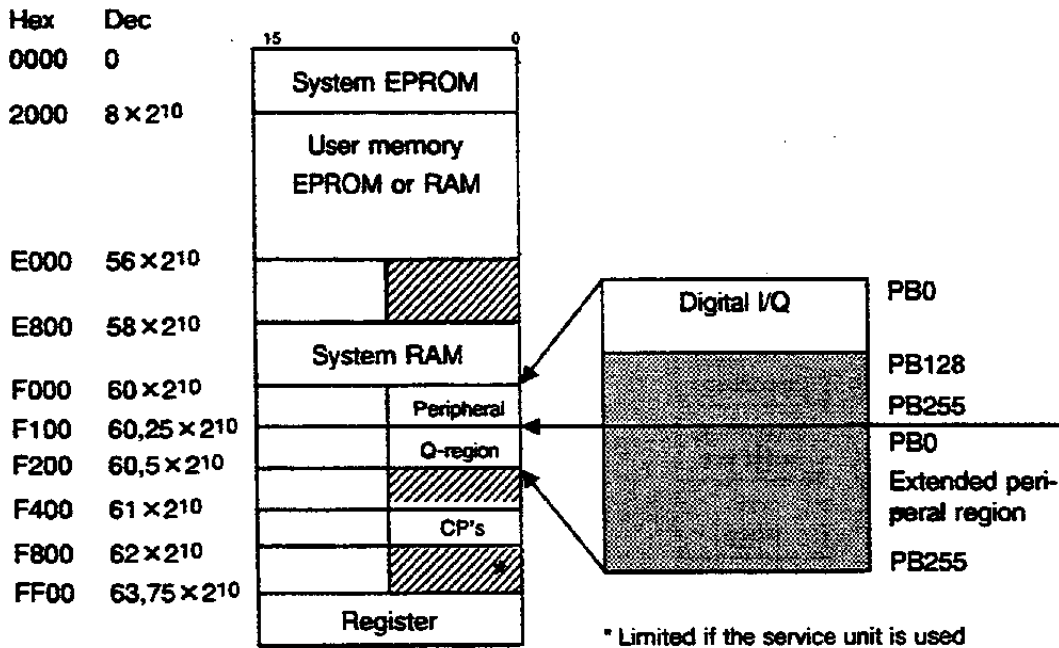 Hex Dec
15 0
0000 0
System EPROM
2000 8×2¹⁰
User memory
EPROM or RAM
E000 56×2¹⁰
Digital I/Q PB0
E800 58×2¹⁰
System RAM
PB128
F000 60×2¹⁰
Peripheral PB255
F100 60,25×2¹⁰
Q-region PB0
F200 60,5×2¹⁰
Extended peri-
pheral region
F400 61×2¹⁰
CP's
F800 62×2¹⁰
*
PB255
FF00 63,75×2¹⁰
Register
* Limited if the service unit is used